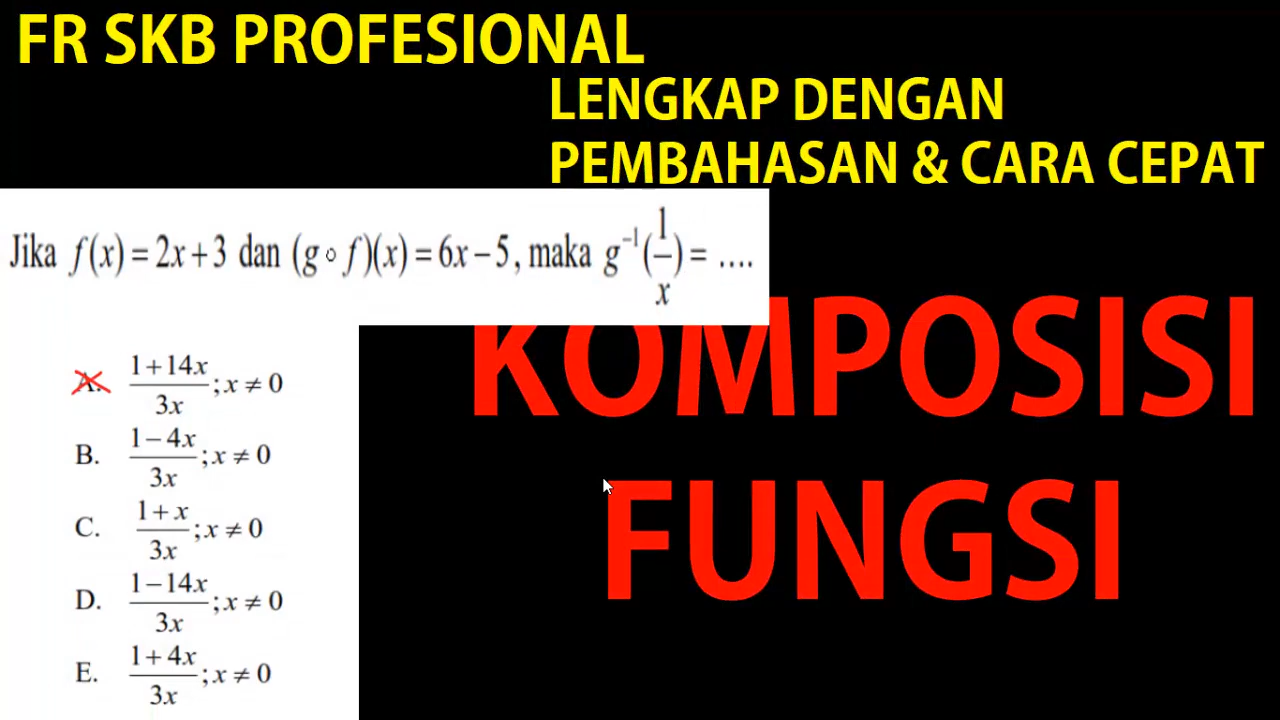 FR SKB PROFESIONAL
LENGKAP DENGAN
PEMBAHASAN & CARA CEPAT
Jika f(x) = 2x + 3 dan (g ∘ f)(x) = 6x − 5, maka g⁻¹(1/x) = ....
KOMPOSISI
FUNGSI
A. (1+14x)/(3x) ; x ≠ 0
B. (1−4x)/(3x) ; x ≠ 0
C. (1+x)/(3x) ; x ≠ 0
D. (1−14x)/(3x) ; x ≠ 0
E. (1+4x)/(3x) ; x ≠ 0